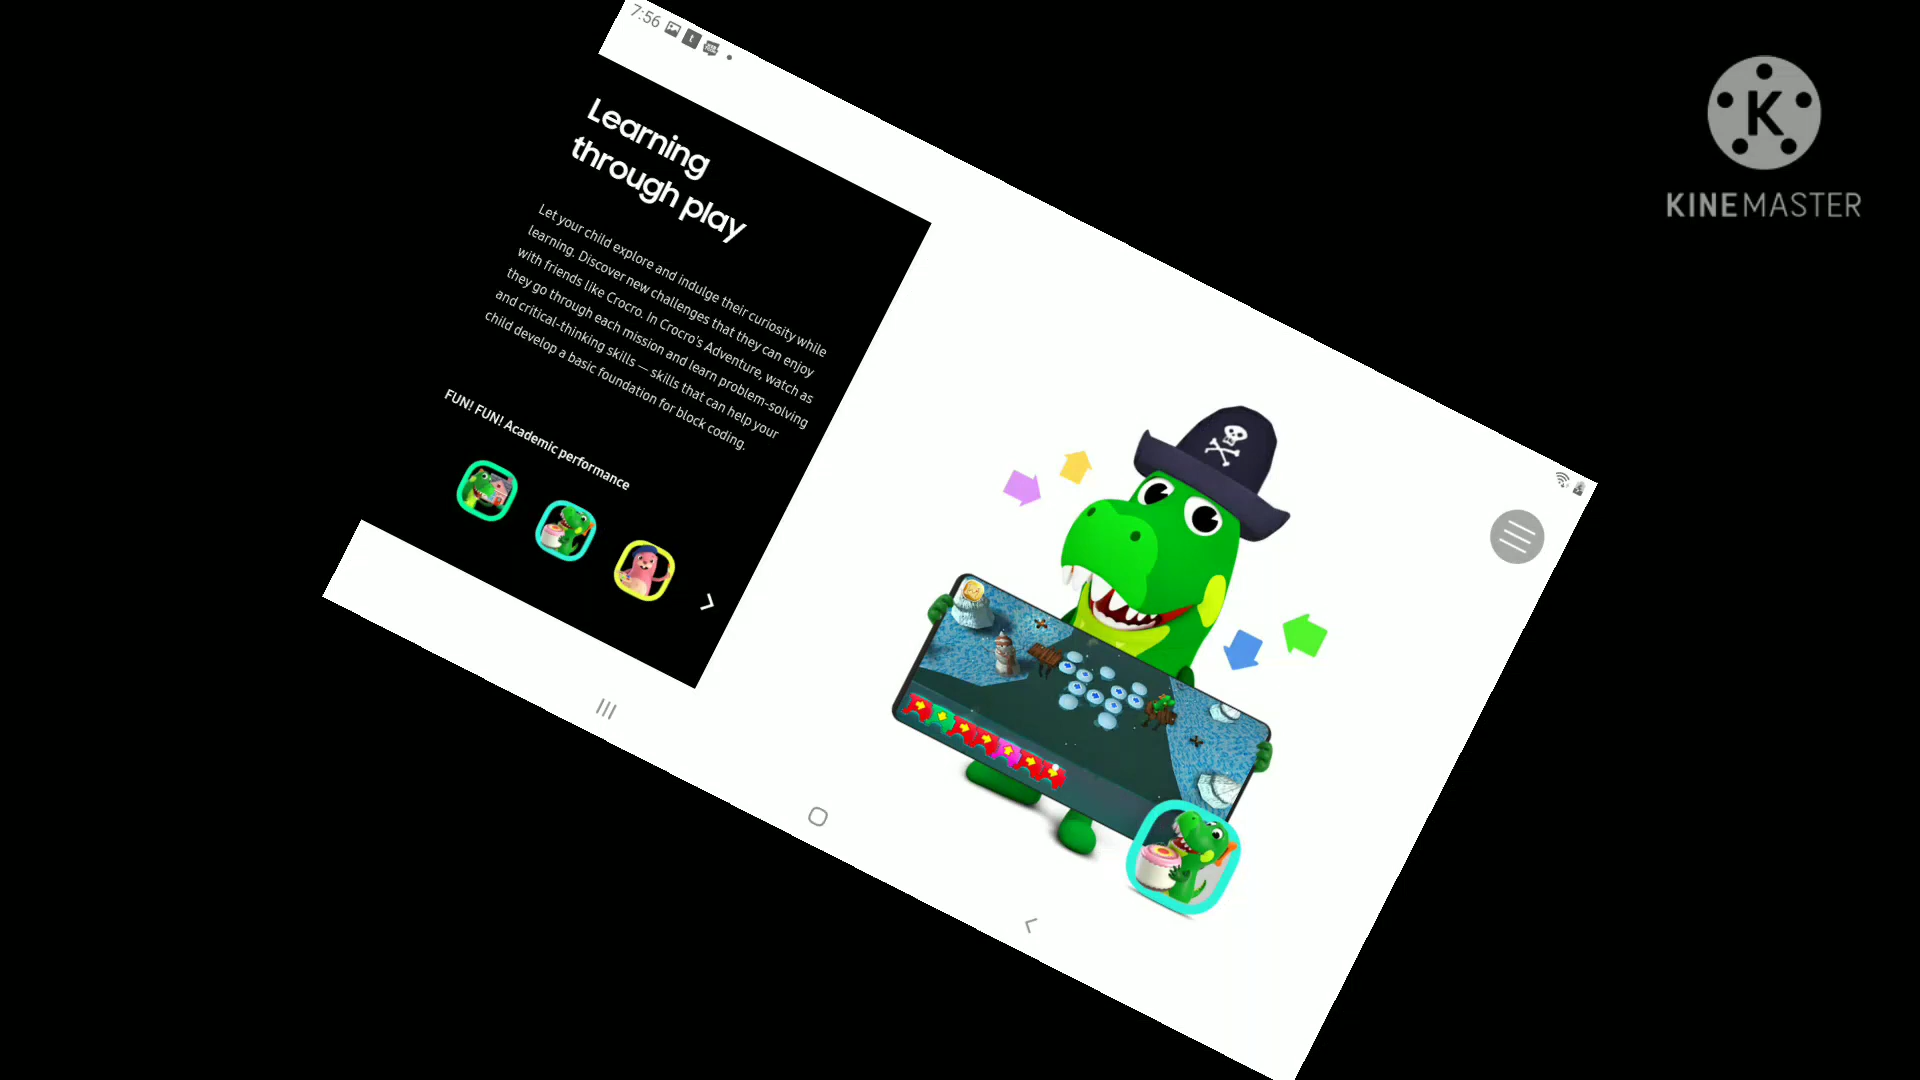 7:56
Learning
through play
Let your child explore and indulge their curiosity while
learning. Discover new challenges that they can enjoy
with friends like Crocro. In Crocro's Adventure, watch as
they go through each mission and learn problem-solving
and critical-thinking skills — skills that can help your
child develop a basic foundation for block coding.
FUN! FUN! Academic performance
K
KINEMASTER